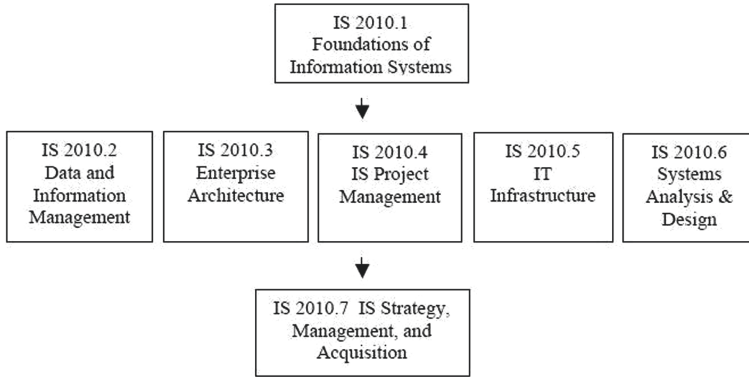 IS 2010.1
Foundations of
Information Systems
IS 2010.2
Data and
Information
Management
IS 2010.3
Enterprise
Architecture
IS 2010.4
IS Project
Management
IS 2010.5
IT
Infrastructure
IS 2010.6
Systems
Analysis &
Design
IS 2010.7 IS Strategy,
Management, and
Acquisition